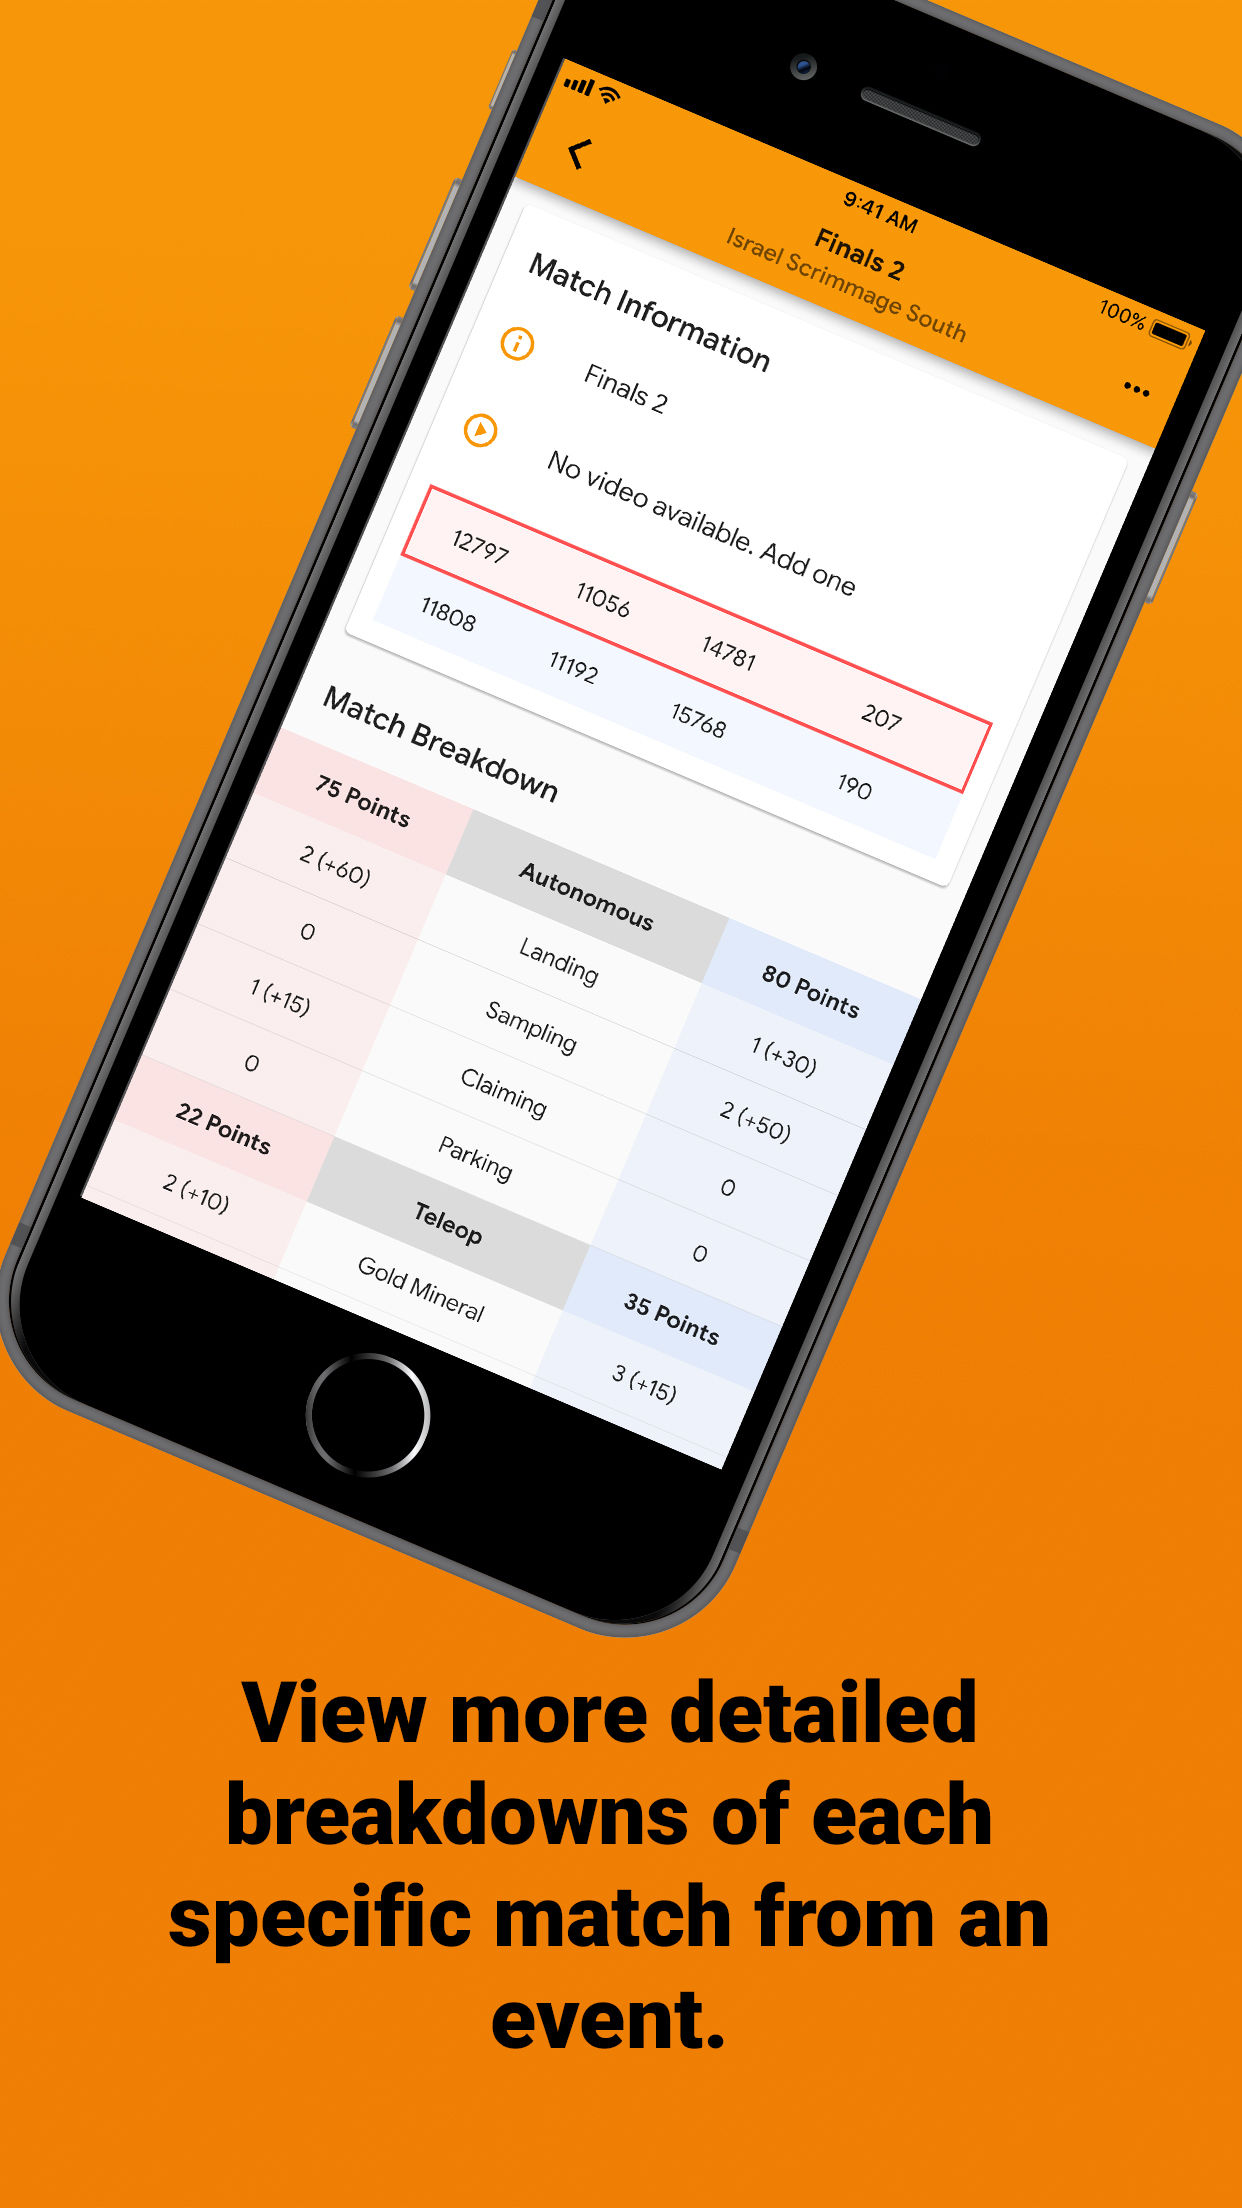 9:41 AM
100%
Finals 2
Israel Scrimmage South
Match Information
Finals 2
No video available. Add one
12797 11056 14781 207
11808 11192 15768 190
Match Breakdown
75 Points Autonomous 80 Points
2 (+60) Landing 1 (+30)
0 Sampling 2 (+50)
1 (+15) Claiming 0
0 Parking 0
22 Points Teleop 35 Points
2 (+10) Gold Mineral 3 (+15)
View more detailed
breakdowns of each
specific match from an
event.